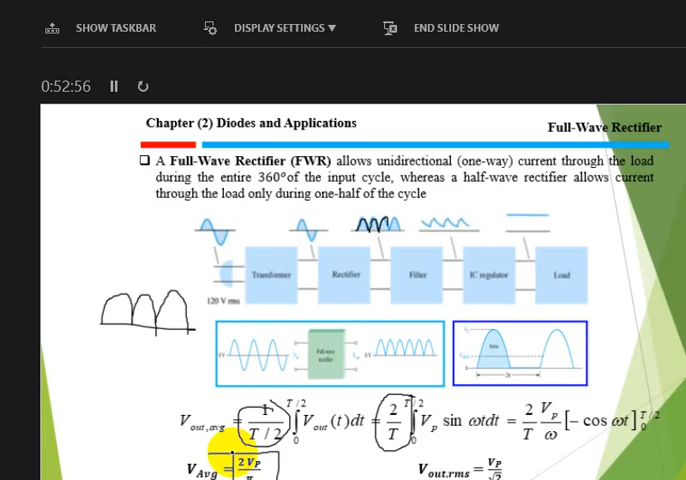 SHOW TASKBAR
DISPLAY SETTINGS ▼
END SLIDE SHOW
0:52:56
Chapter (2) Diodes and Applications
Full-Wave Rectifier
❑ A Full-Wave Rectifier (FWR) allows unidirectional (one-way) current through the load
during the entire 360°of the input cycle, whereas a half-wave rectifier allows current
through the load only during one-half of the cycle
Transformer
Rectifier
Filter
IC regulator
Load
120 V rms
0V
Full-wave
rectifier
0V
Area
0
2π
V_out,avg = 1/(T/2) ∫_0^{T/2} V_out (t)dt = 2/T ∫_0^{T/2} V_p sin ωtdt = 2/T V_p/ω [− cos ωt]_0^{T/2}
V_Avg = 2V_P/π
V_out,rms = V_P/√2